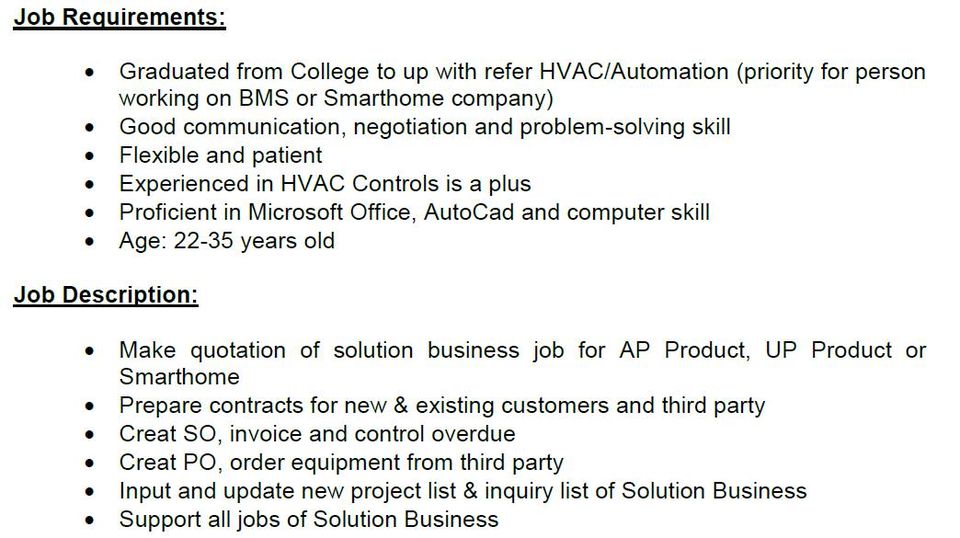 Job Requirements:
• Graduated from College to up with refer HVAC/Automation (priority for person
working on BMS or Smarthome company)
• Good communication, negotiation and problem-solving skill
• Flexible and patient
• Experienced in HVAC Controls is a plus
• Proficient in Microsoft Office, AutoCad and computer skill
• Age: 22-35 years old
Job Description:
• Make quotation of solution business job for AP Product, UP Product or
Smarthome
• Prepare contracts for new & existing customers and third party
• Creat SO, invoice and control overdue
• Creat PO, order equipment from third party
• Input and update new project list & inquiry list of Solution Business
• Support all jobs of Solution Business